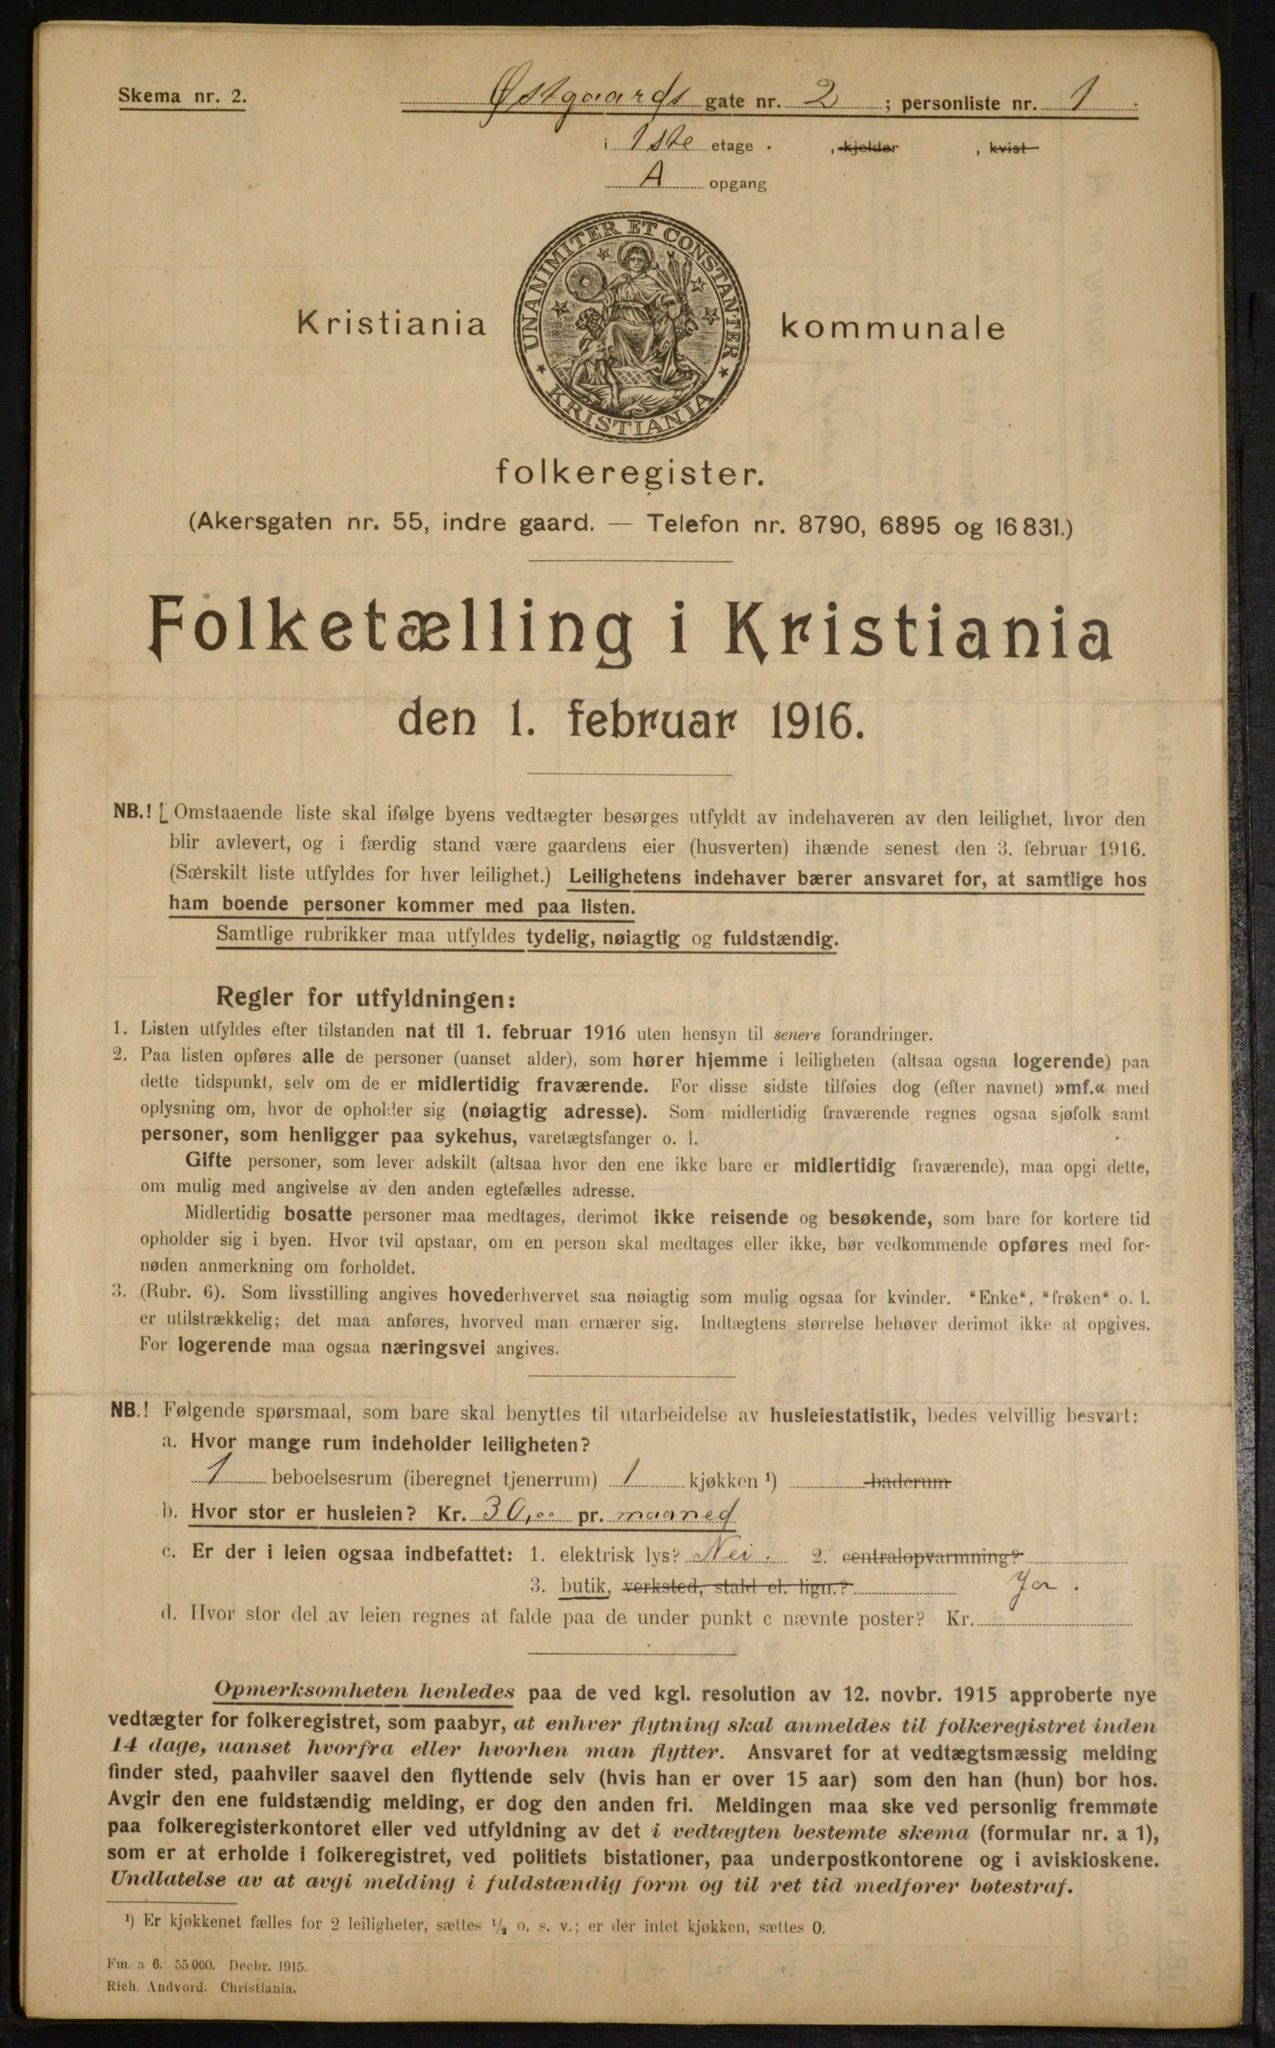 Skema nr. 2.
Østgaards gate nr. 2 ; personliste nr. 1
i 1ste etage . , kjelder , kvist
A opgang
UNANIMITER ET CONSTANTER
KRISTIANIA
Kristiania kommunale
folkeregister.
(Akersgaten nr. 55, indre gaard. — Telefon nr. 8790, 6895 og 16 831.)
Folketælling i Kristiania
den 1. februar 1916.
NB.! [ Omstaaende liste skal ifølge byens vedtægter besørges utfyldt av indehaveren av den leilighet, hvor den
blir avlevert, og i færdig stand være gaardens eier (husverten) ihænde senest den 3. februar 1916.
(Særskilt liste utfyldes for hver leilighet.) Leilighetens indehaver bærer ansvaret for, at samtlige hos
ham boende personer kommer med paa listen.
Samtlige rubrikker maa utfyldes tydelig, nøiagtig og fuldstændig.
Regler for utfyldningen:
1. Listen utfyldes efter tilstanden nat til 1. februar 1916 uten hensyn til senere forandringer.
2. Paa listen opføres alle de personer (uanset alder), som hører hjemme i leiligheten (altsaa ogsaa logerende) paa
dette tidspunkt, selv om de er midlertidig fraværende. For disse sidste tilføies dog (efter navnet) »mf.« med
oplysning om, hvor de opholder sig (nøiagtig adresse). Som midlertidig fraværende regnes ogsaa sjøfolk samt
personer, som henligger paa sykehus, varetægtsfanger o. l.
Gifte personer, som lever adskilt (altsaa hvor den ene ikke bare er midlertidig fraværende), maa opgi dette,
om mulig med angivelse av den anden egtefælles adresse.
Midlertidig bosatte personer maa medtages, derimot ikke reisende og besøkende, som bare for kortere tid
opholder sig i byen. Hvor tvil opstaar, om en person skal medtages eller ikke, bør vedkommende opføres med for-
nøden anmerkning om forholdet.
3. (Rubr. 6). Som livsstilling angives hovederhvervet saa nøiagtig som mulig ogsaa for kvinder. "Enke", "frøken" o. l.
er utilstrækkelig; det maa anføres, hvorved man ernærer sig. Indtægtens størrelse behøver derimot ikke at opgives.
For logerende maa ogsaa næringsvei angives.
NB.! Følgende spørsmaal, som bare skal benyttes til utarbeidelse av husleiestatistik, bedes velvillig besvart:
a. Hvor mange rum indeholder leiligheten?
1 beboelsesrum (iberegnet tjenerrum) 1 kjøkken ¹) baderum
b. Hvor stor er husleien? Kr. 30,00 pr. maaned
c. Er der i leien ogsaa indbefattet: 1. elektrisk lys? Nei. 2. centralopvarmning?
3. butik, verksted, stald el. lign.? Ja.
d. Hvor stor del av leien regnes at falde paa de under punkt c nævnte poster? Kr.
Opmerksomheten henledes paa de ved kgl. resolution av 12. novbr. 1915 approberte nye
vedtægter for folkeregistret, som paabyr, at enhver flytning skal anmeldes til folkeregistret inden
14 dage, uanset hvorfra eller hvorhen man flytter. Ansvaret for at vedtægtsmæssig melding
finder sted, paahviler saavel den flyttende selv (hvis han er over 15 aar) som den han (hun) bor hos.
Avgir den ene fuldstændig melding, er dog den anden fri. Meldingen maa ske ved personlig fremmøte
paa folkeregisterkontoret eller ved utfyldning av det i vedtægten bestemte skema (formular nr. a 1),
som er at erholde i folkeregistret, ved politiets bistationer, paa underpostkontorene og i aviskioskene.
Undlatelse av at avgi melding i fuldstændig form og til ret tid medfører bøtestraf.
¹) Er kjøkkenet fælles for 2 leiligheter, sættes ½ o. s. v.; er der intet kjøkken, sættes 0.
Fm. a 6. 55000. Decbr. 1915.
Rich. Andvord. Christiania.